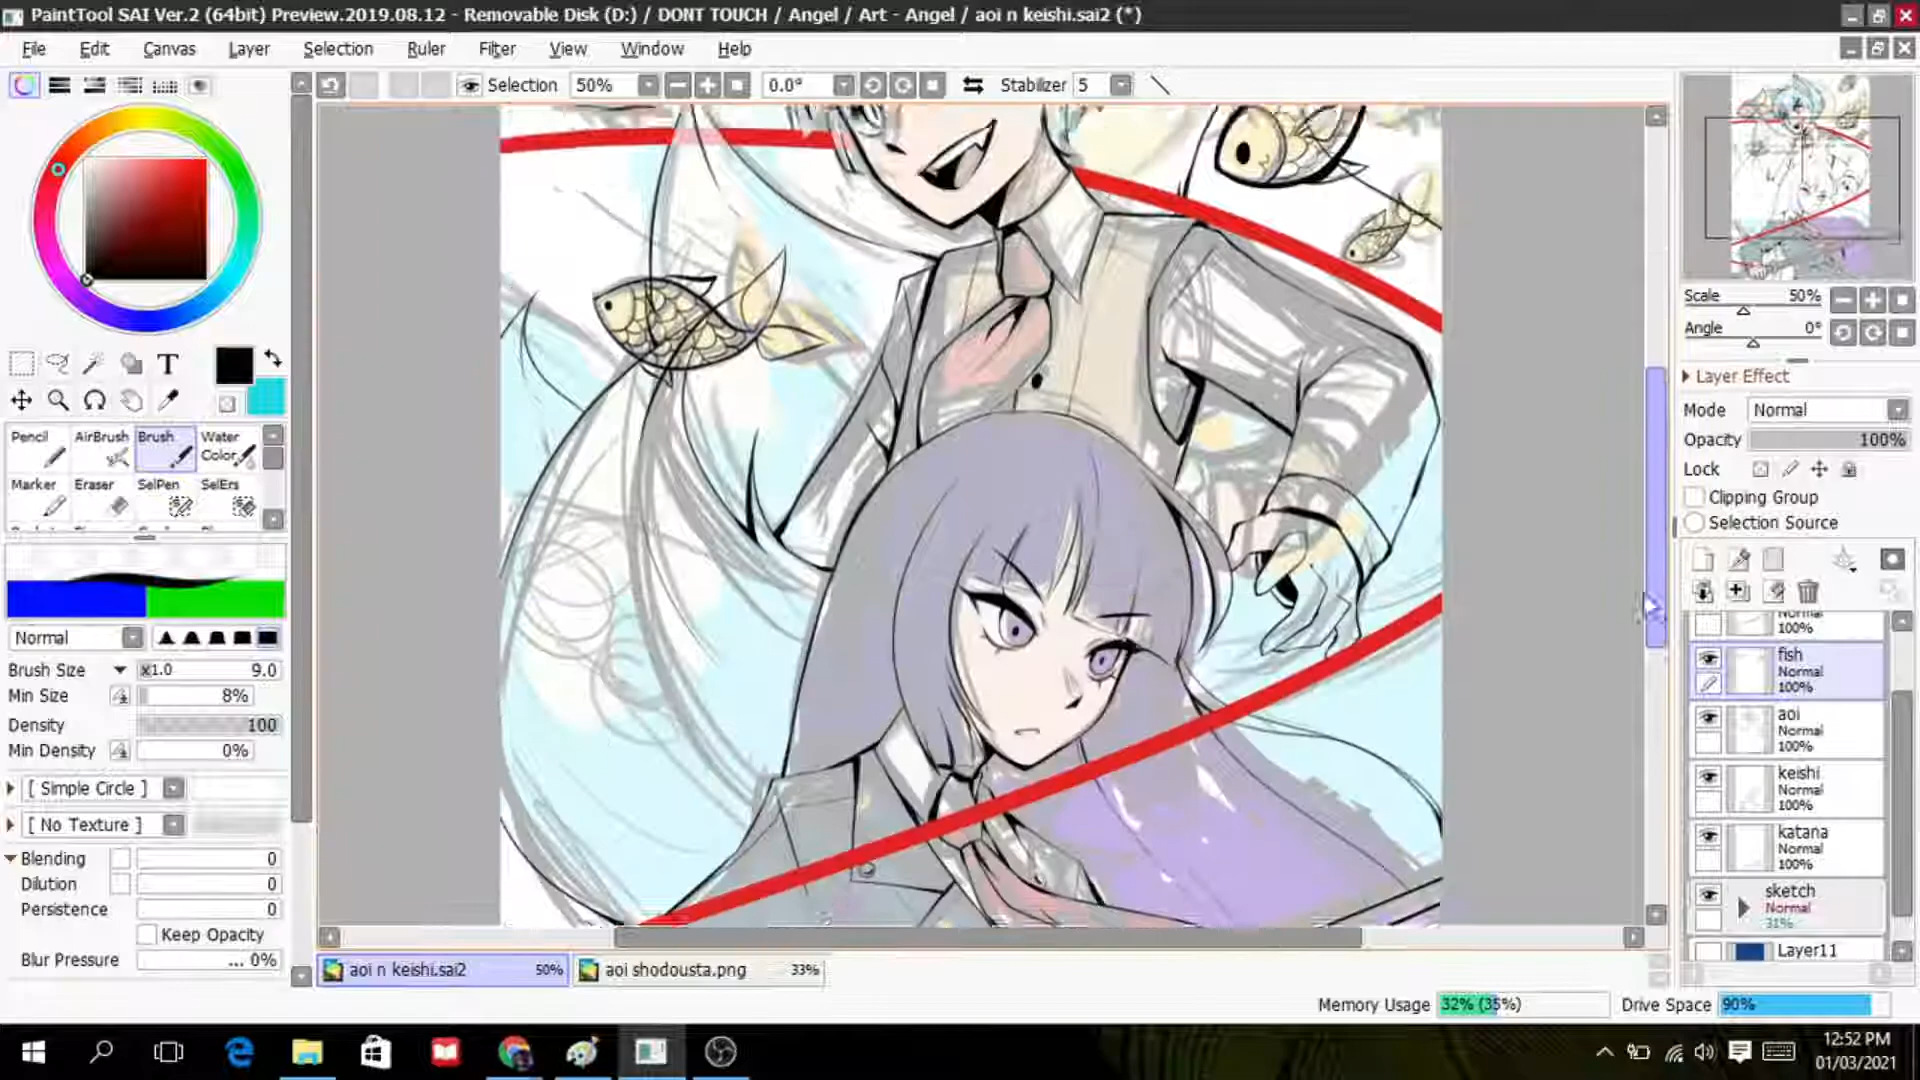 PaintTool SAI Ver.2 (64bit) Preview.2019.08.12 - Removable Disk (D:) / DONT TOUCH / Angel / Art - Angel / aoi n keishi.sai2 (*)
File Edit Canvas Layer Selection Ruler Filter View Window Help
Selection 50% 0.0° Stabilizer 5
Scale 50%
Angle 0°
Layer Effect
Mode Normal
Opacity 100%
Lock
Clipping Group
Selection Source
T
Pencil AirBrush Brush Water Color
Marker Eraser SelPen SelErs
Normal
Brush Size x1.0 9.0
Min Size 8%
Density 100
Min Density 0%
[ Simple Circle ]
[ No Texture ]
Blending 0
Dilution 0
Persistence 0
Keep Opacity
Blur Pressure ... 0%
Normal
100%
fish
Normal
100%
aoi
Normal
100%
keishi
Normal
100%
katana
Normal
100%
sketch
Normal
31%
Layer11
aoi n keishi.sai2 50% aoi shodousta.png 33%
Memory Usage 32% (35%) Drive Space 90%
12:52 PM
01/03/2021